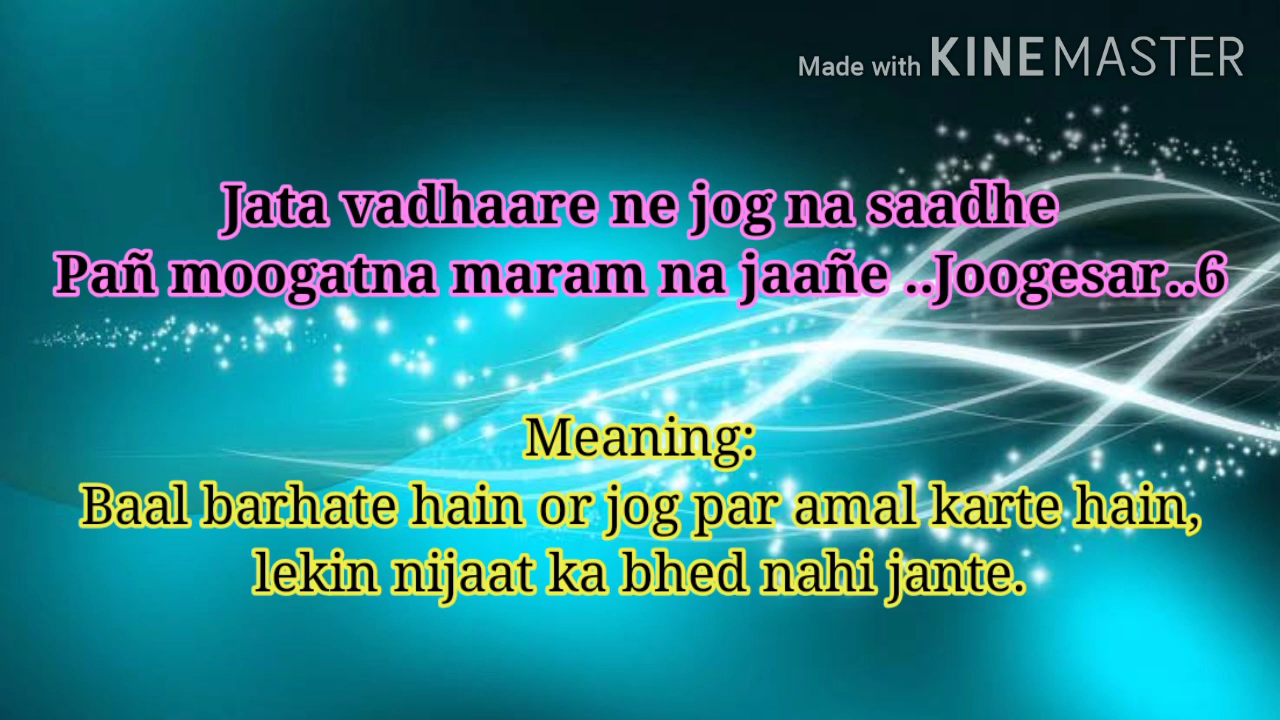 Made with KINEMASTER
Jata vadhaare ne jog na saadhe
Pañ moogatna maram na jaañe ..Joogesar..6
Meaning:
Baal barhate hain or jog par amal karte hain,
lekin nijaat ka bhed nahi jante.